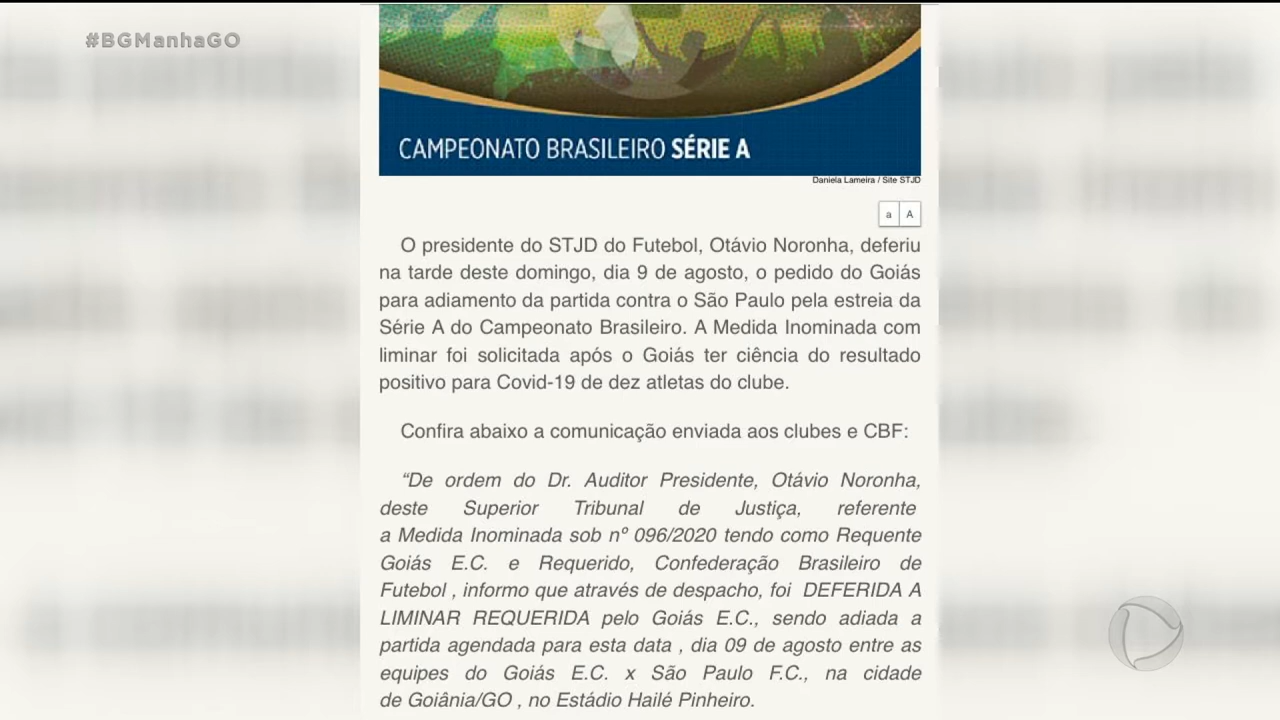 #BGManhaGO
CAMPEONATO BRASILEIRO SÉRIE A
Daniela Lameira / Site STJD
a A
O presidente do STJD do Futebol, Otávio Noronha, deferiu
na tarde deste domingo, dia 9 de agosto, o pedido do Goiás
para adiamento da partida contra o São Paulo pela estreia da
Série A do Campeonato Brasileiro. A Medida Inominada com
liminar foi solicitada após o Goiás ter ciência do resultado
positivo para Covid-19 de dez atletas do clube.
Confira abaixo a comunicação enviada aos clubes e CBF:
“De ordem do Dr. Auditor Presidente, Otávio Noronha,
deste Superior Tribunal de Justiça, referente
a Medida Inominada sob nº 096/2020 tendo como Requente
Goiás E.C. e Requerido, Confederação Brasileiro de
Futebol , informo que através de despacho, foi DEFERIDA A
LIMINAR REQUERIDA pelo Goiás E.C., sendo adiada a
partida agendada para esta data , dia 09 de agosto entre as
equipes do Goiás E.C. x São Paulo F.C., na cidade
de Goiânia/GO , no Estádio Hailé Pinheiro.